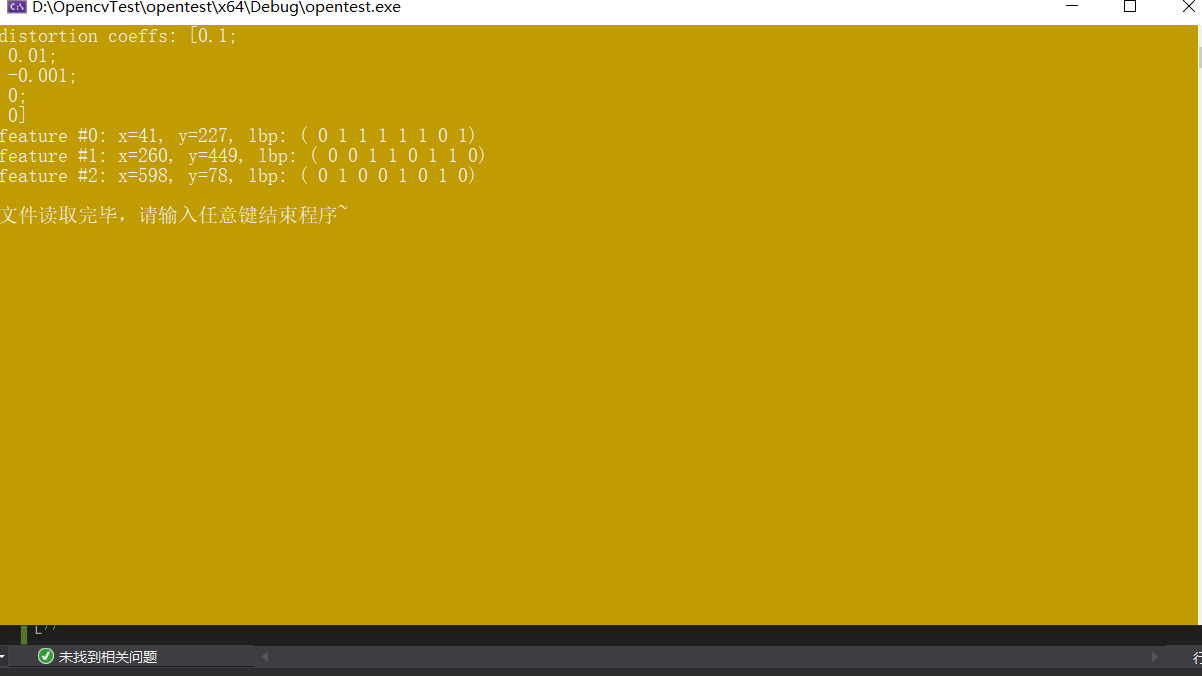 D:\OpencvTest\opentest\x64\Debug\opentest.exe
distortion coeffs: [0.1;
 0.01;
 -0.001;
 0;
 0]
feature #0: x=41, y=227, lbp: ( 0 1 1 1 1 1 0 1)
feature #1: x=260, y=449, lbp: ( 0 0 1 1 0 1 1 0)
feature #2: x=598, y=78, lbp: ( 0 1 0 0 1 0 1 0)
文件读取完毕，请输入任意键结束程序~
未找到相关问题
行